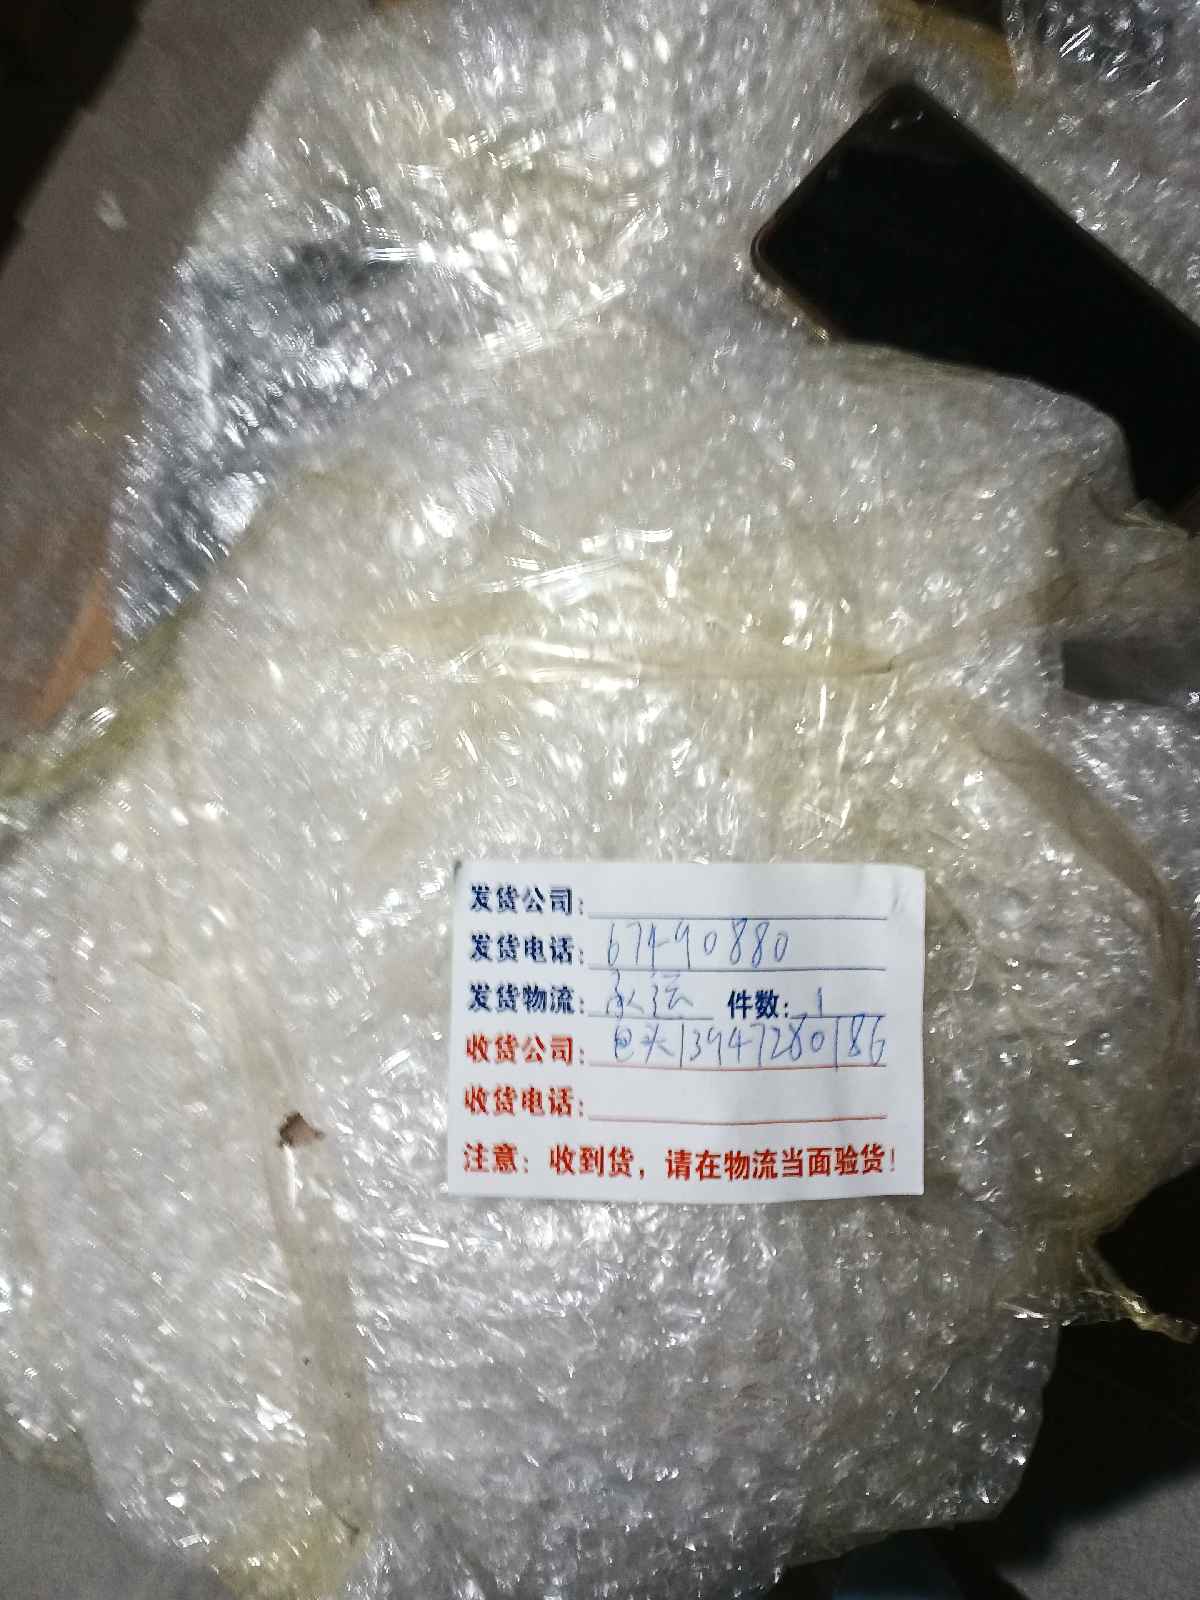 发货公司:
发货电话: 67490880
发货物流: 永运 件数: 1
收货公司: 包头13947280186
收货电话:
注意: 收到货, 请在物流当面验货!